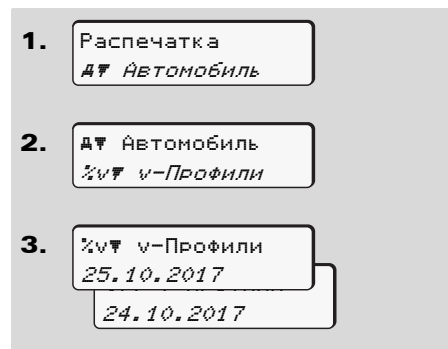 1. Распечатка
А▼ Автомобиль
2. А▼ Автомобиль
%v▼ v-Профили
3. %v▼ v-Профили
25.10.2017
24.10.2017